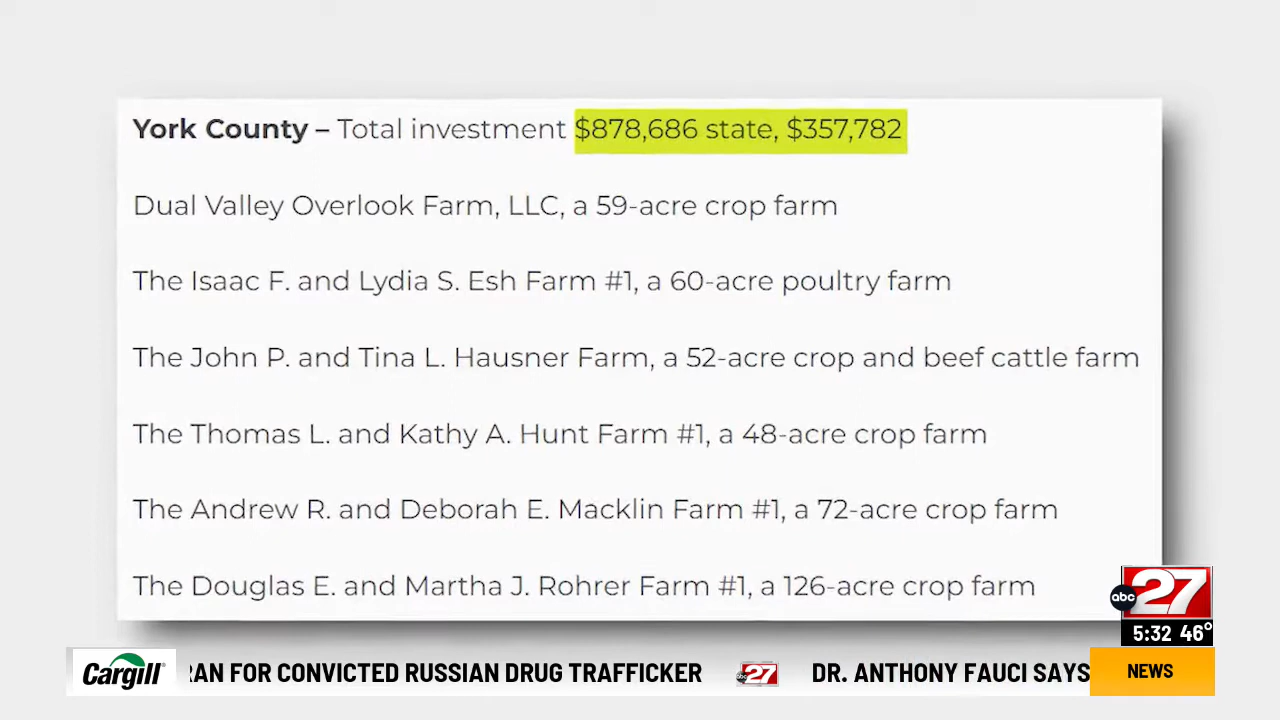 York County – Total investment $878,686 state, $357,782
Dual Valley Overlook Farm, LLC, a 59-acre crop farm
The Isaac F. and Lydia S. Esh Farm #1, a 60-acre poultry farm
The John P. and Tina L. Hausner Farm, a 52-acre crop and beef cattle farm
The Thomas L. and Kathy A. Hunt Farm #1, a 48-acre crop farm
The Andrew R. and Deborah E. Macklin Farm #1, a 72-acre crop farm
The Douglas E. and Martha J. Rohrer Farm #1, a 126-acre crop farm
abc 27
5:32 46°
Cargill RAN FOR CONVICTED RUSSIAN DRUG TRAFFICKER abc 27 DR. ANTHONY FAUCI SAYS NEWS